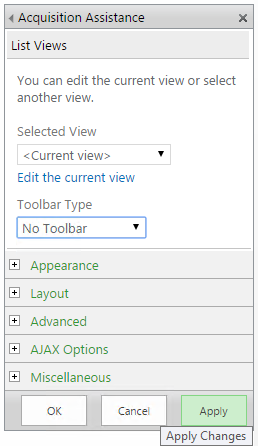 Acquisition Assistance
List Views
You can edit the current view or select
another view.
Selected View
<Current view>
Edit the current view
Toolbar Type
No Toolbar
Appearance
Layout
Advanced
AJAX Options
Miscellaneous
OK Cancel Apply
Apply Changes